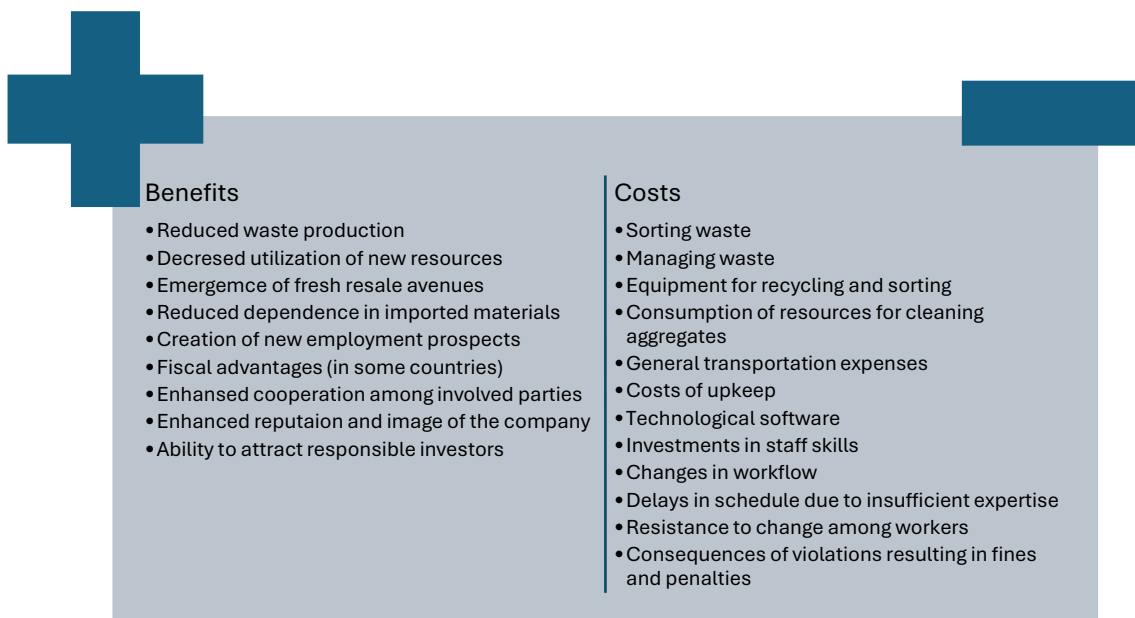 Benefits
•Reduced waste production
•Decresed utilization of new resources
•Emergemce of fresh resale avenues
•Reduced dependence in imported materials
•Creation of new employment prospects
•Fiscal advantages (in some countries)
•Enhansed cooperation among involved parties
•Enhanced reputaion and image of the company
•Ability to attract responsible investors
Costs
•Sorting waste
•Managing waste
•Equipment for recycling and sorting
•Consumption of resources for cleaning
aggregates
•General transportation expenses
•Costs of upkeep
•Technological software
•Investments in staff skills
•Changes in workflow
•Delays in schedule due to insufficient expertise
•Resistance to change among workers
•Consequences of violations resulting in fines
and penalties